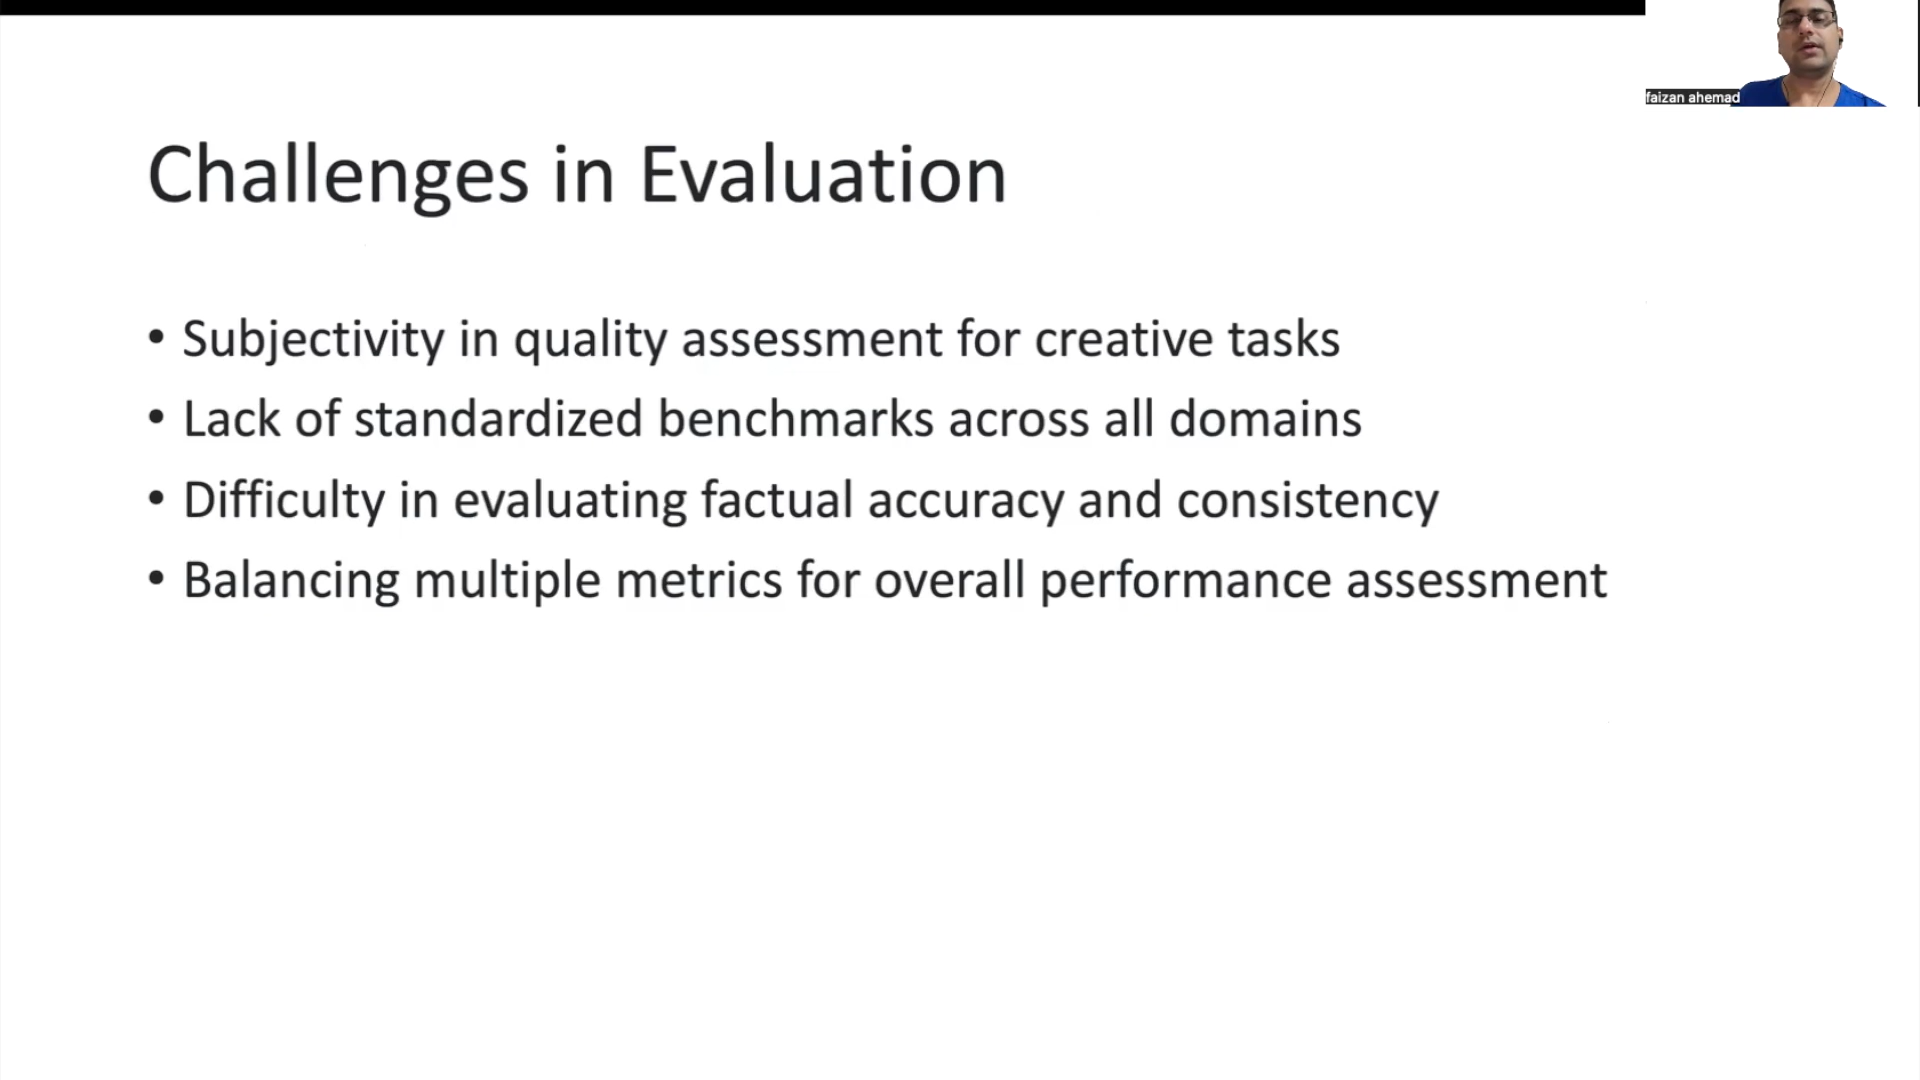 faizan ahemad
Challenges in Evaluation
• Subjectivity in quality assessment for creative tasks
• Lack of standardized benchmarks across all domains
• Difficulty in evaluating factual accuracy and consistency
• Balancing multiple metrics for overall performance assessment